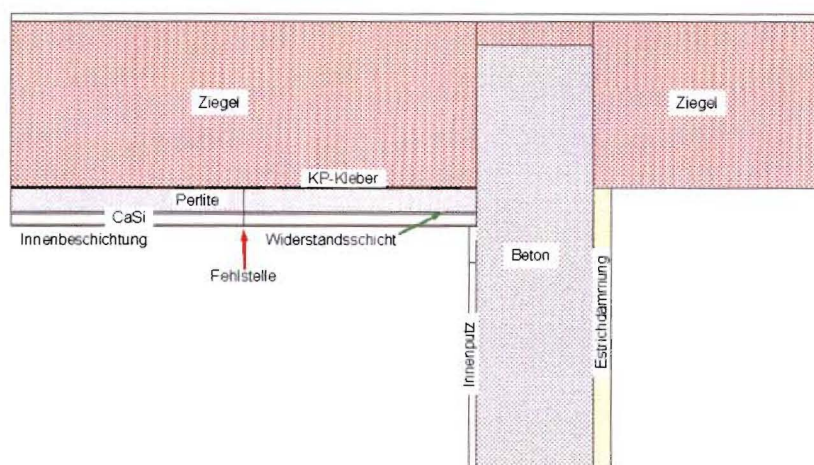 Ziegel
Ziegel
KP-Kleber
Perlite
CaSi
Innenbeschichtung
Widerstandsschicht
Fehlstelle
Beton
Innenputz
Estrichdämmung